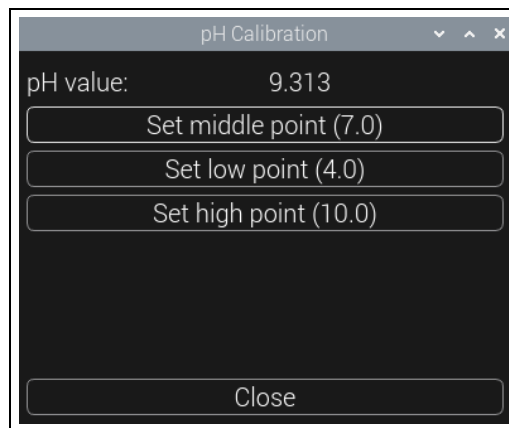 pH Calibration
pH value: 9.313
Set middle point (7.0)
Set low point (4.0)
Set high point (10.0)
Close